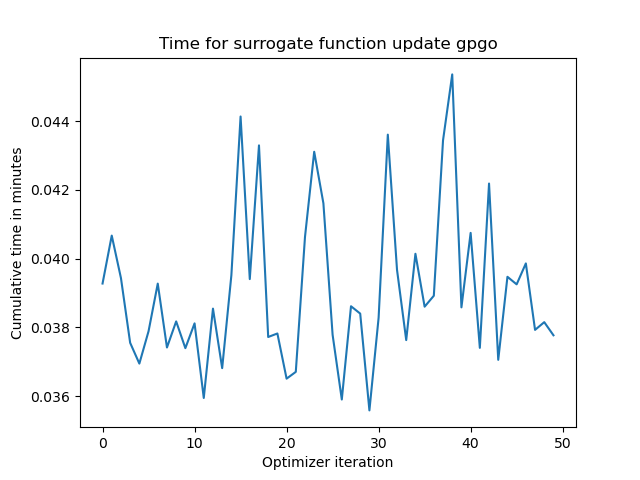 Time for surrogate function update gpgo
Cumulative time in minutes
0.044
0.042
0.040
0.038
0.036
0 10 20 30 40 50
Optimizer iteration